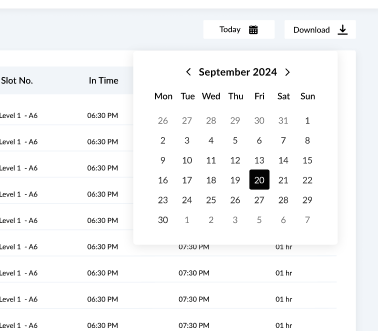 Today Download
September 2024
Slot No. In Time
Mon Tue Wed Thu Fri Sat Sun
Level 1 - A6 06:30 PM
26 27 28 29 30 31 1
2 3 4 5 6 7 8
Level 1 - A6 06:30 PM
9 10 11 12 13 14 15
Level 1 - A6 06:30 PM
16 17 18 19 20 21 22
Level 1 - A6 06:30 PM
23 24 25 26 27 28 29
Level 1 - A6 06:30 PM
30 1 2 3 5 6 7
Level 1 - A6 06:30 PM 07:30 PM 01 hr
Level 1 - A6 06:30 PM 07:30 PM 01 hr
Level 1 - A6 06:30 PM 07:30 PM 01 hr
Level 1 - A6 06:30 PM 07:30 PM 01 hr